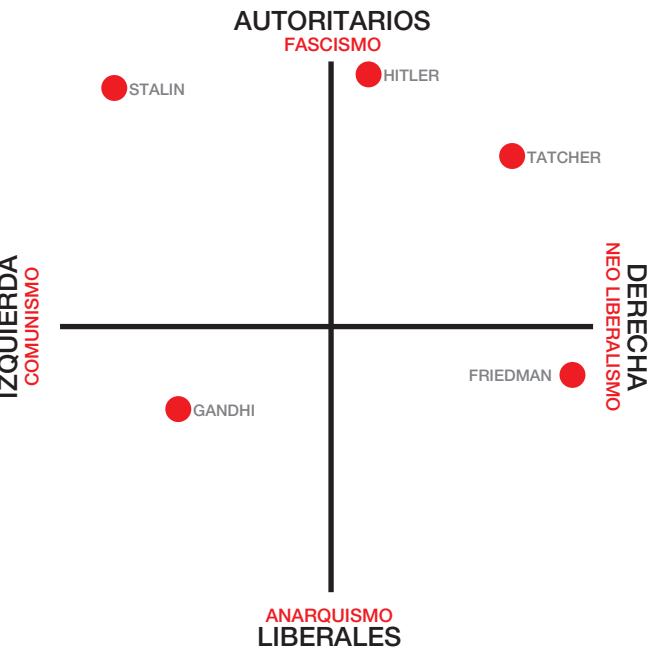 AUTORITARIOS
FASCISMO
STALIN
HITLER
TATCHER
IZQUIERDA
COMUNISMO
NEO LIBERALISMO
DERECHA
FRIEDMAN
GANDHI
ANARQUISMO
LIBERALES